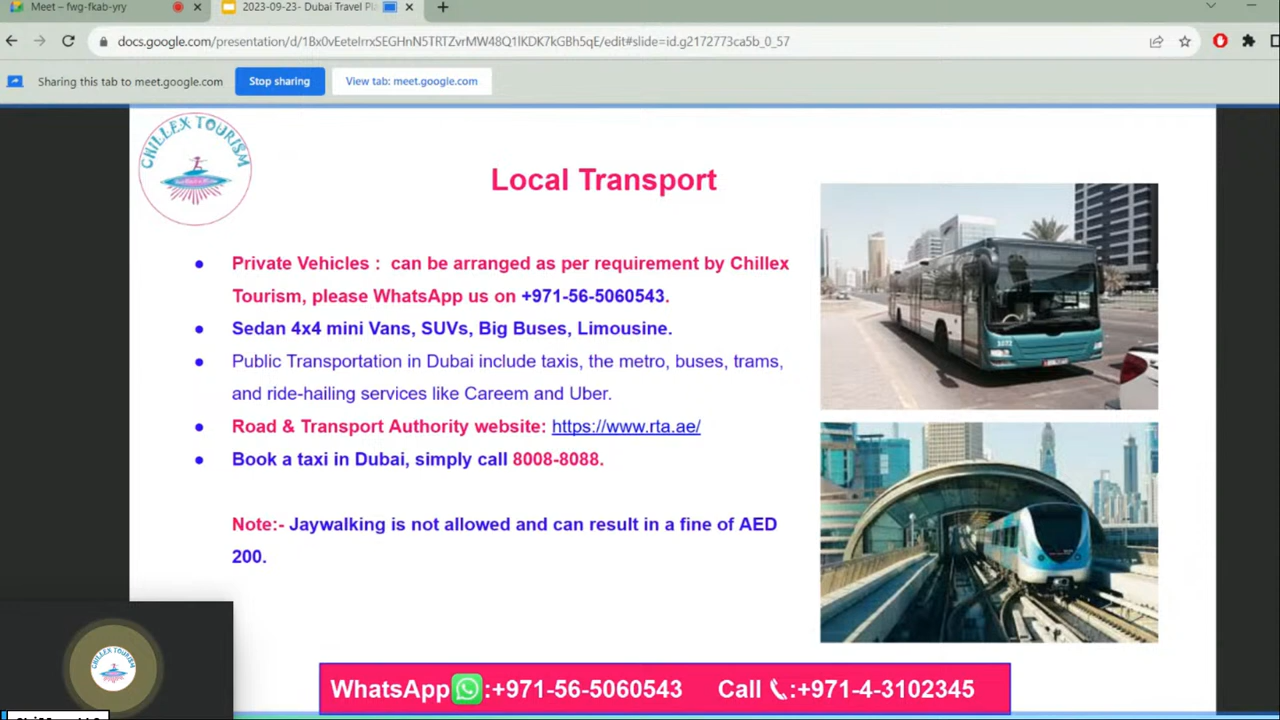 Meet – fwg-fkab-yry
2023-09-23- Dubai Travel Pl
docs.google.com/presentation/d/1Bx0vEetelrrxSEGHnN5TRTZvrMW48Q1lKDK7kGBh5qE/edit#slide=id.g2172773ca5b_0_57
Sharing this tab to meet.google.com
Stop sharing
View tab: meet.google.com
CHILLEX TOURISM
Local Transport
● Private Vehicles : can be arranged as per requirement by Chillex
Tourism, please WhatsApp us on +971-56-5060543.
● Sedan 4x4 mini Vans, SUVs, Big Buses, Limousine.
● Public Transportation in Dubai include taxis, the metro, buses, trams,
and ride-hailing services like Careem and Uber.
● Road & Transport Authority website: https://www.rta.ae/
● Book a taxi in Dubai, simply call 8008-8088.
Note:- Jaywalking is not allowed and can result in a fine of AED
200.
CHILLEX TOURISM
WhatsApp :+971-56-5060543 Call :+971-4-3102345